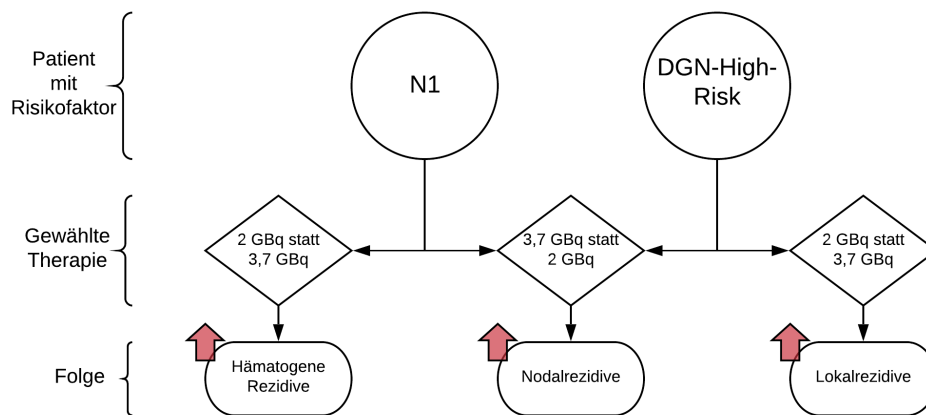 Patient
mit
Risikofaktor
N1
DGN-High-
Risk
Gewählte
Therapie
2 GBq statt
3,7 GBq
3,7 GBq statt
2 GBq
2 GBq statt
3,7 GBq
Folge
Hämatogene
Rezidive
Nodalrezidive
Lokalrezidive